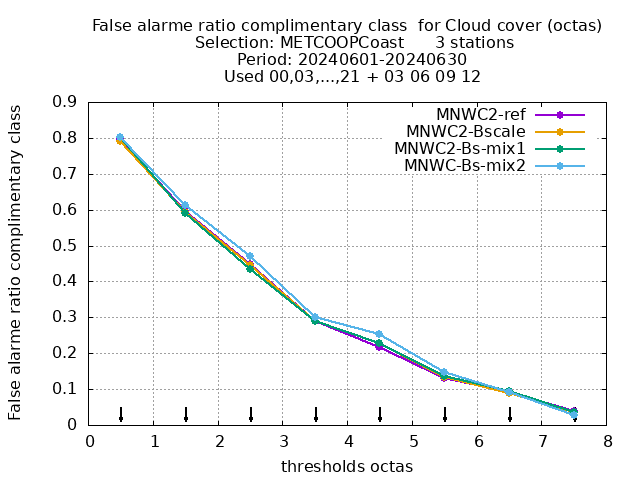 False alarme ratio complimentary class  for Cloud cover (octas)
Selection: METCOOPCoast      3 stations
Period: 20240601-20240630
Used 00,03,...,21 + 03 06 09 12
False alarme ratio complimentary class
0.9
0.8
0.7
0.6
0.5
0.4
0.3
0.2
0.1
0
MNWC2-ref
MNWC2-Bscale
MNWC2-Bs-mix1
MNWC-Bs-mix2
0 1 2 3 4 5 6 7 8
thresholds octas